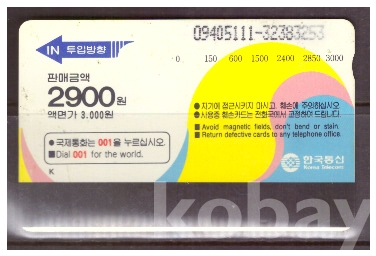 09405111-32383253
IN 투입방향
0 150 600 1500 2400 2850 3000
판매금액
2900원
액면가 3,000원
●자기에 접근시키지 마시고, 훼손에 주의하십시오
●사용중 훼손카드는 전화국에서 교정하여 드립니다.
■Avoid magnetic fields, don't bend or stain.
■Return defective cards to any telephone office.
●국제통화는 001을 누르십시오.
■Dial 001 for the world.
K
한국통신
Korea Telecom
kobay